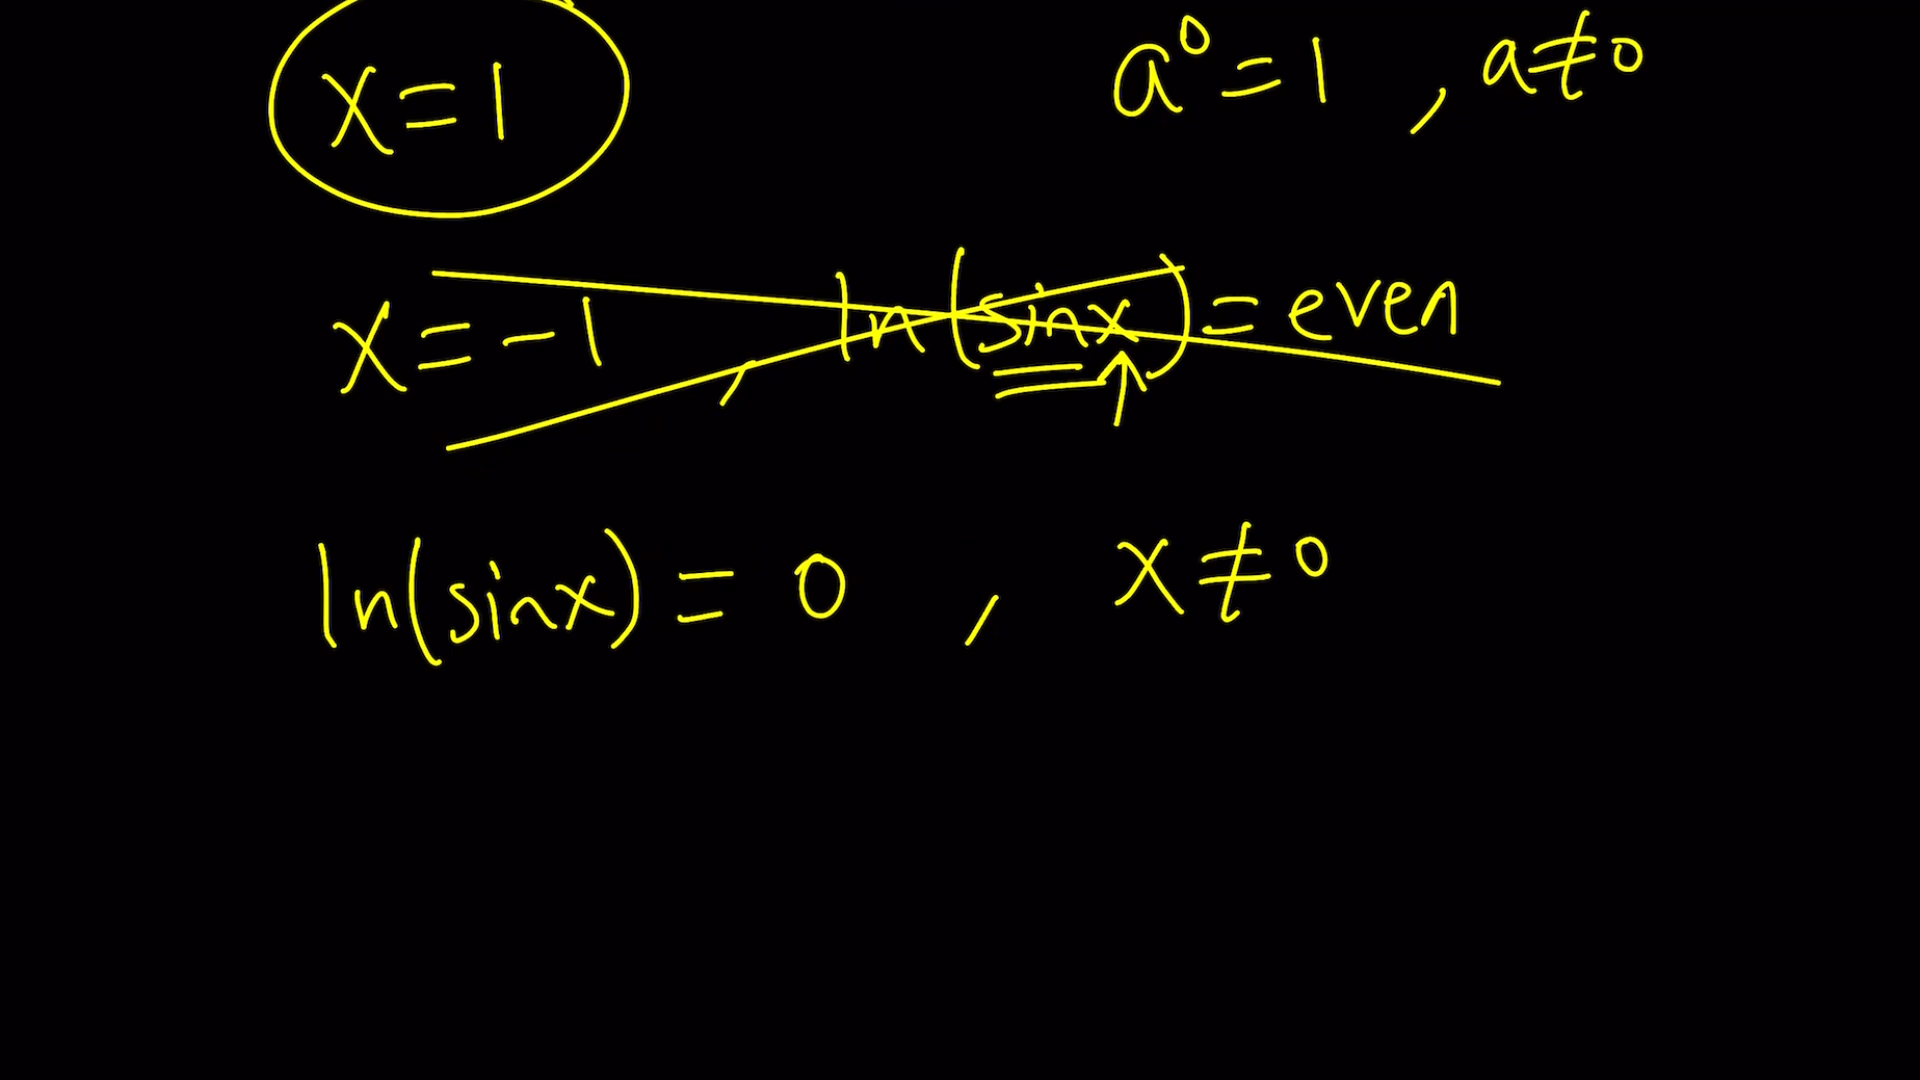 x=1 a⁰=1 , a≠0
x=-1 , ln(sinx)=even
ln(sinx)=0 , x≠0